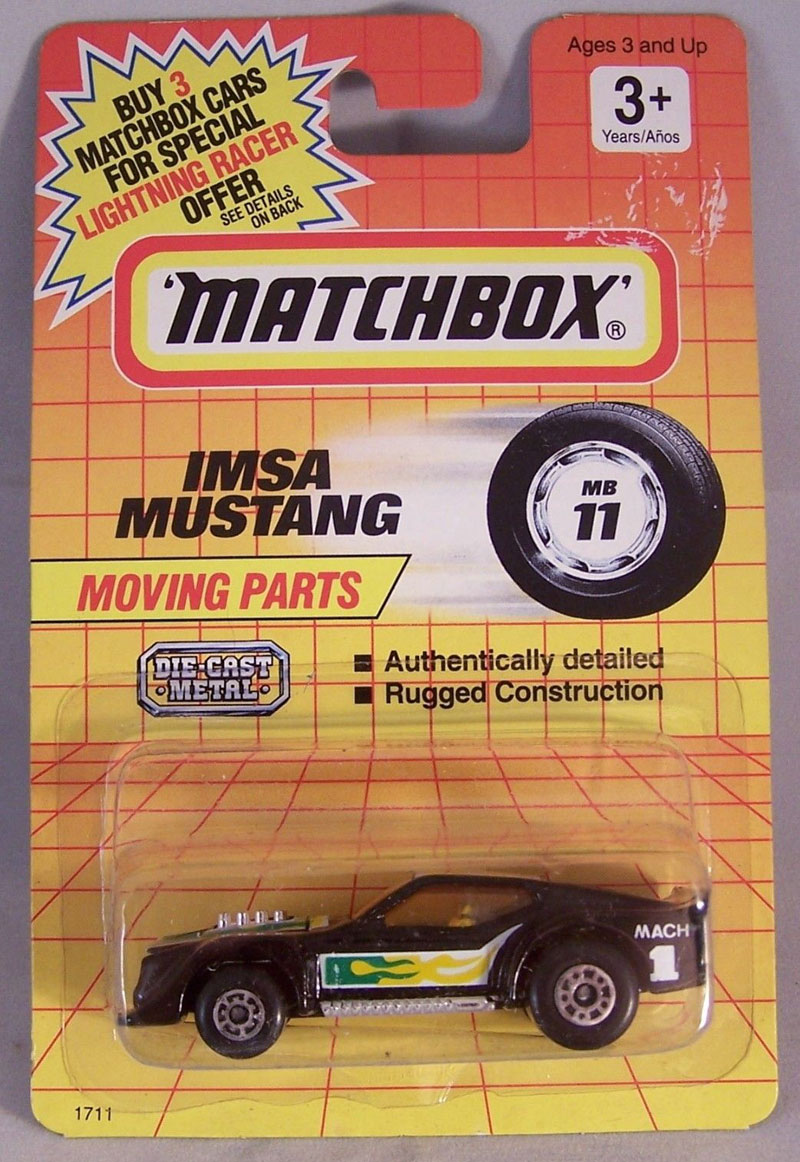 BUY 3
MATCHBOX CARS
FOR SPECIAL
LIGHTNING RACER
OFFER
SEE DETAILS
ON BACK
Ages 3 and Up
3+
Years/Años
'MATCHBOX'®
IMSA
MUSTANG
MB
11
MOVING PARTS
DIE-CAST
METAL
■ Authentically detailed
■ Rugged Construction
MACH
1
1711